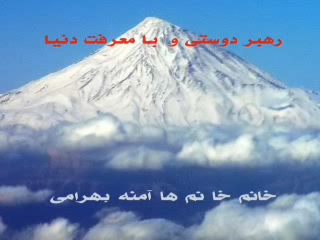 رهبر دوستی و با معرفت دنیا
خانم خا نم ها آمنه بهرامی